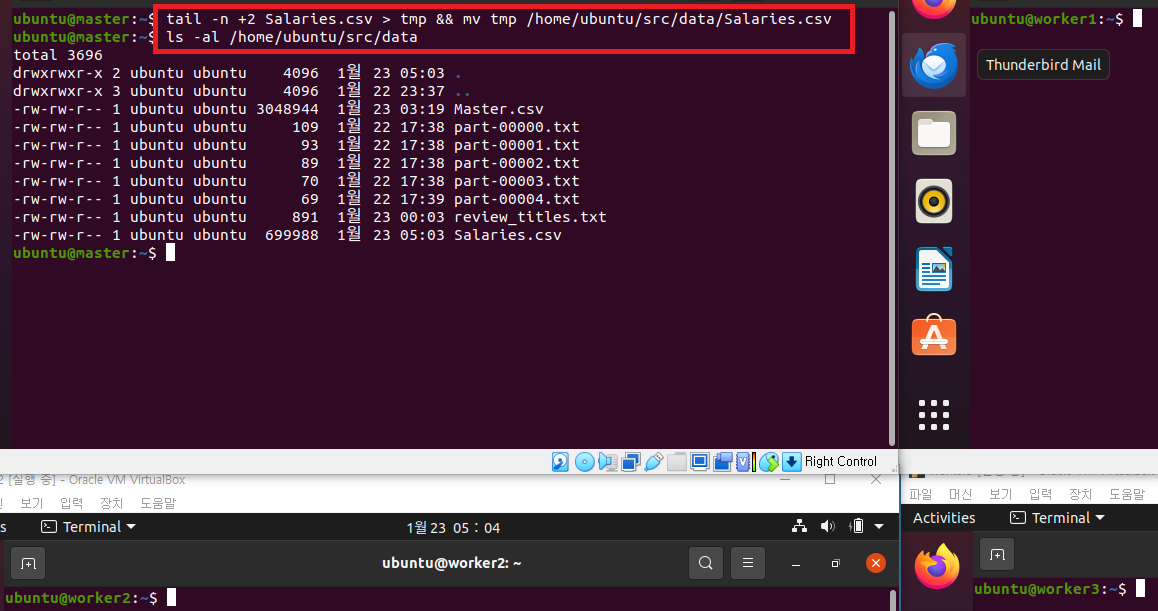 ubuntu@master:~$ tail -n +2 Salaries.csv > tmp && mv tmp /home/ubuntu/src/data/Salaries.csv
ubuntu@master:~$ ls -al /home/ubuntu/src/data
total 3696
drwxrwxr-x 2 ubuntu ubuntu    4096  1월 23 05:03 .
drwxrwxr-x 3 ubuntu ubuntu    4096  1월 22 23:37 ..
-rw-rw-r-- 1 ubuntu ubuntu 3048944  1월 23 03:19 Master.csv
-rw-rw-r-- 1 ubuntu ubuntu     109  1월 22 17:38 part-00000.txt
-rw-rw-r-- 1 ubuntu ubuntu      93  1월 22 17:38 part-00001.txt
-rw-rw-r-- 1 ubuntu ubuntu      89  1월 22 17:38 part-00002.txt
-rw-rw-r-- 1 ubuntu ubuntu      70  1월 22 17:38 part-00003.txt
-rw-rw-r-- 1 ubuntu ubuntu      69  1월 22 17:39 part-00004.txt
-rw-rw-r-- 1 ubuntu ubuntu     891  1월 23 00:03 review_titles.txt
-rw-rw-r-- 1 ubuntu ubuntu  699988  1월 23 05:03 Salaries.csv
ubuntu@master:~$
ubuntu@worker1:~$
Thunderbird Mail
Right Control
2 [실행 중] - Oracle VM VirtualBox
보기 입력 장치 도움말
Terminal
1월 23 05：04
ubuntu@worker2: ~
ubuntu@worker2:~$
파일 머신 보기 입력 장치 도움말
Activities Terminal
ubuntu@worker3:~$